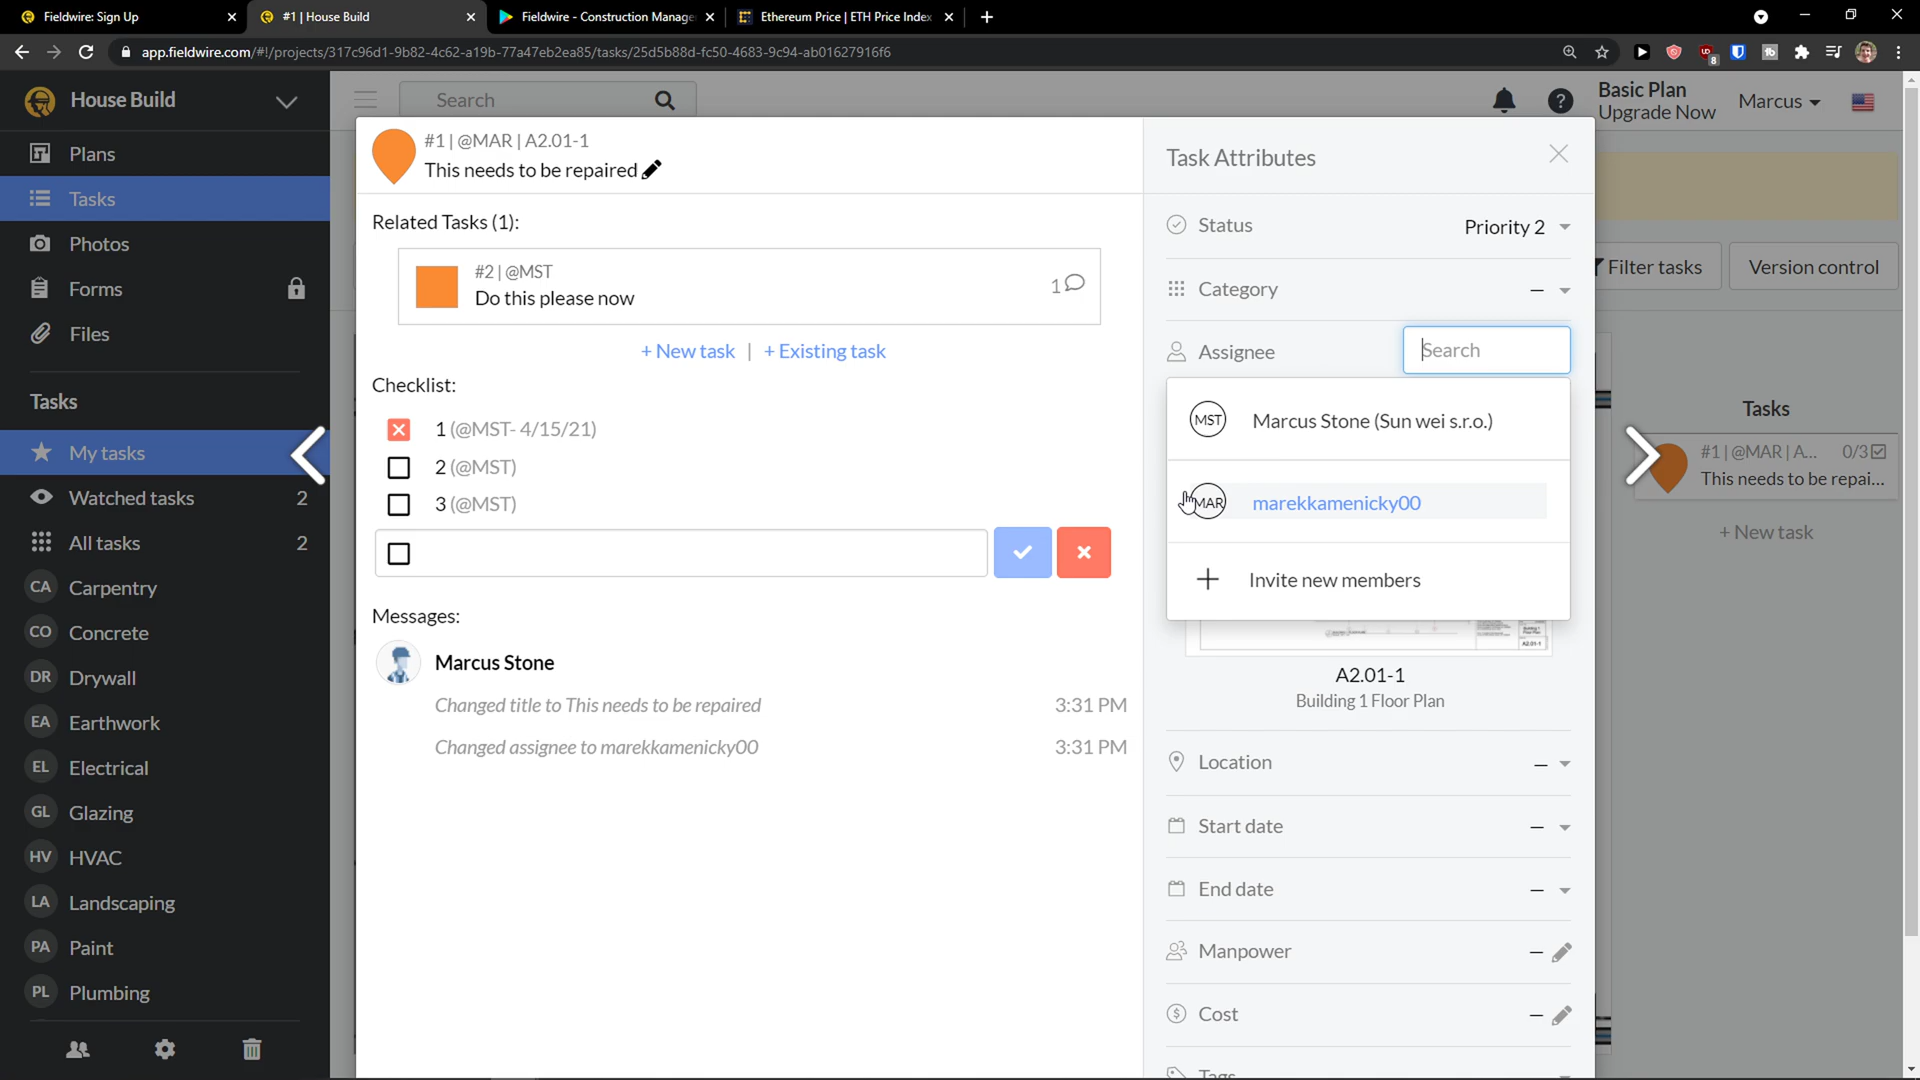 Fieldwire: Sign Up
#1 | House Build
Fieldwire - Construction Manage
Ethereum Price | ETH Price Index
app.fieldwire.com/#!/projects/317c96d1-9b82-4c62-a19b-77a47eb2ea85/tasks/25d5b88d-fc50-4683-9c94-ab01627916f6
8
House Build
Search
Basic Plan
Upgrade Now
Marcus
Plans
Tasks
Photos
Forms
Files
Tasks
My tasks
Watched tasks 2
All tasks 2
CA Carpentry
CO Concrete
DR Drywall
EA Earthwork
EL Electrical
GL Glazing
HV HVAC
LA Landscaping
PA Paint
PL Plumbing
#1 | @MAR | A2.01-1
This needs to be repaired
Related Tasks (1):
#2 | @MST
Do this please now
1
+ New task | + Existing task
Checklist:
1 (@MST- 4/15/21)
2 (@MST)
3 (@MST)
Messages:
Marcus Stone
Changed title to This needs to be repaired 3:31 PM
Changed assignee to marekkamenicky00 3:31 PM
Task Attributes
Status Priority 2
Category –
Assignee Search
MST Marcus Stone (Sun wei s.r.o.)
MAR marekkamenicky00
+ Invite new members
A2.01-1
A2.01-1
Building 1 Floor Plan
Location –
Start date –
End date –
Manpower –
Cost –
Tags
Filter tasks
Version control
Tasks
#1 | @MAR | A... 0/3
This needs to be repai...
+ New task